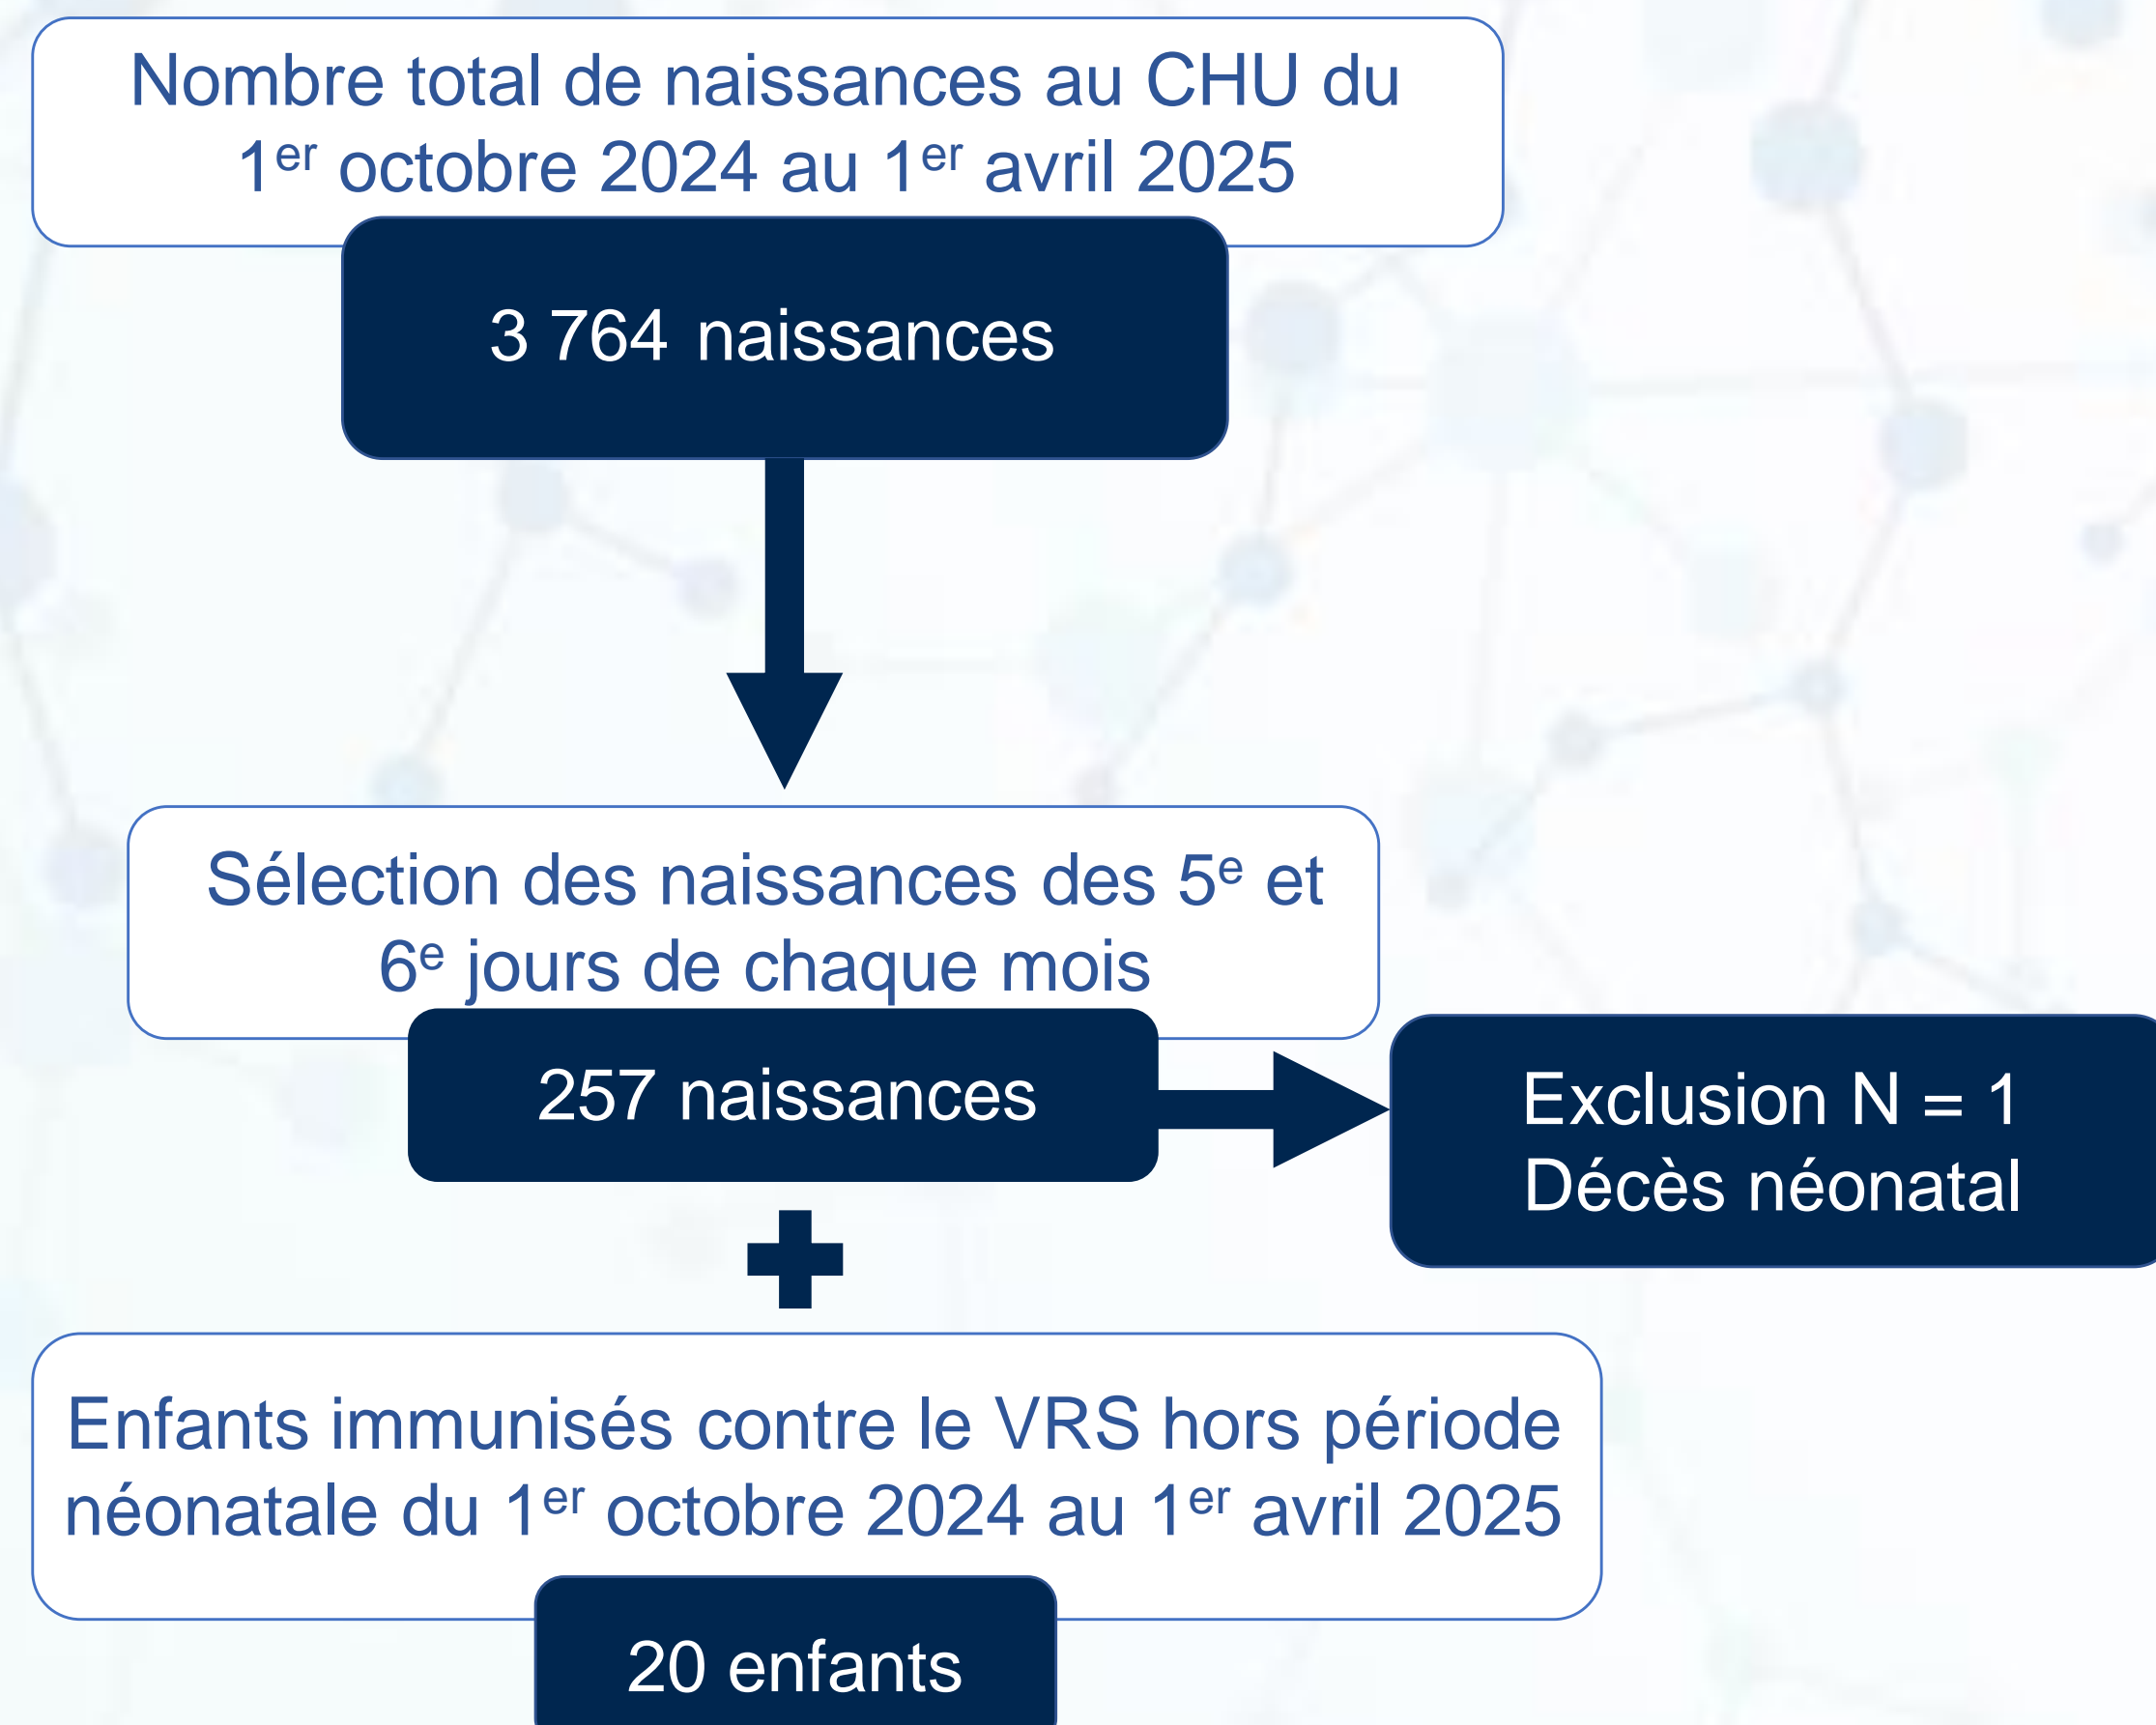 Nombre total de naissances au CHU du
1er octobre 2024 au 1er avril 2025
3 764 naissances
Sélection des naissances des 5e et
6e jours de chaque mois
257 naissances
Exclusion N = 1
Décès néonatal
Enfants immunisés contre le VRS hors période
néonatale du 1er octobre 2024 au 1er avril 2025
20 enfants